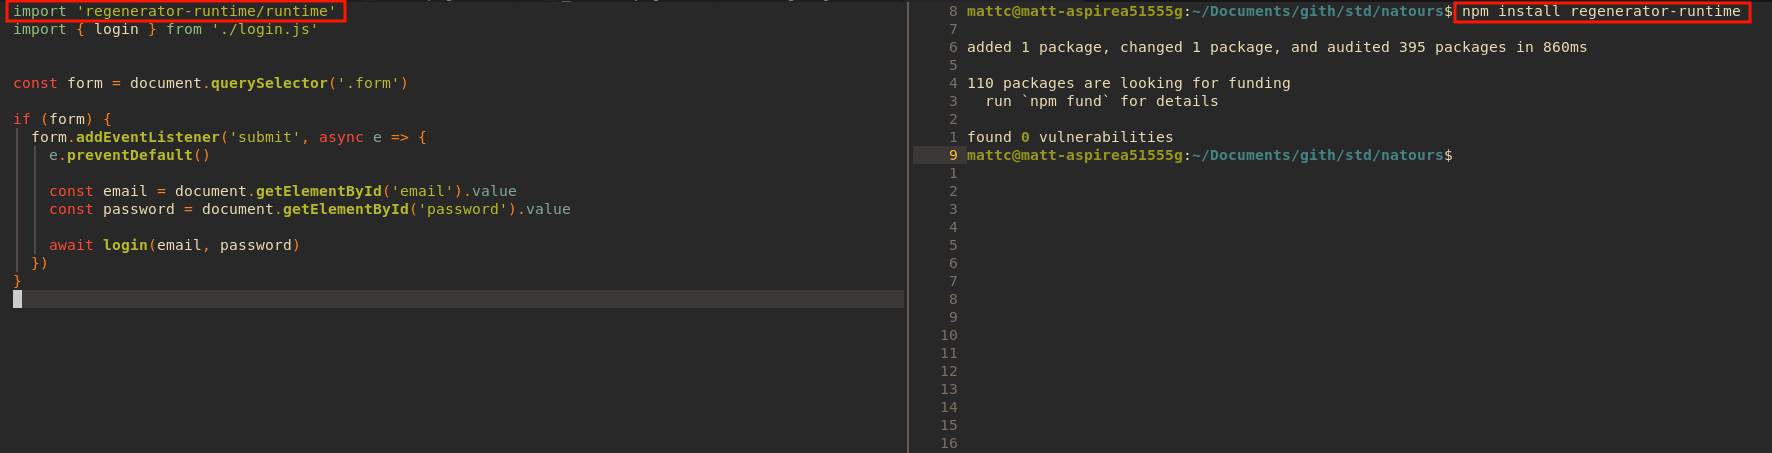 import 'regenerator-runtime/runtime'
import { login } from './login.js'
const form = document.querySelector('.form')
if (form) {
form.addEventListener('submit', async e => {
e.preventDefault()
const email = document.getElementById('email').value
const password = document.getElementById('password').value
await login(email, password)
})
}
8 mattc@matt-aspirea51555g:~/Documents/gith/std/natours$ npm install regenerator-runtime
7
6 added 1 package, changed 1 package, and audited 395 packages in 860ms
5
4 110 packages are looking for funding
3 run `npm fund` for details
2
1 found 0 vulnerabilities
9 mattc@matt-aspirea51555g:~/Documents/gith/std/natours$
1
2
3
4
5
6
7
8
9
10
11
12
13
14
15
16